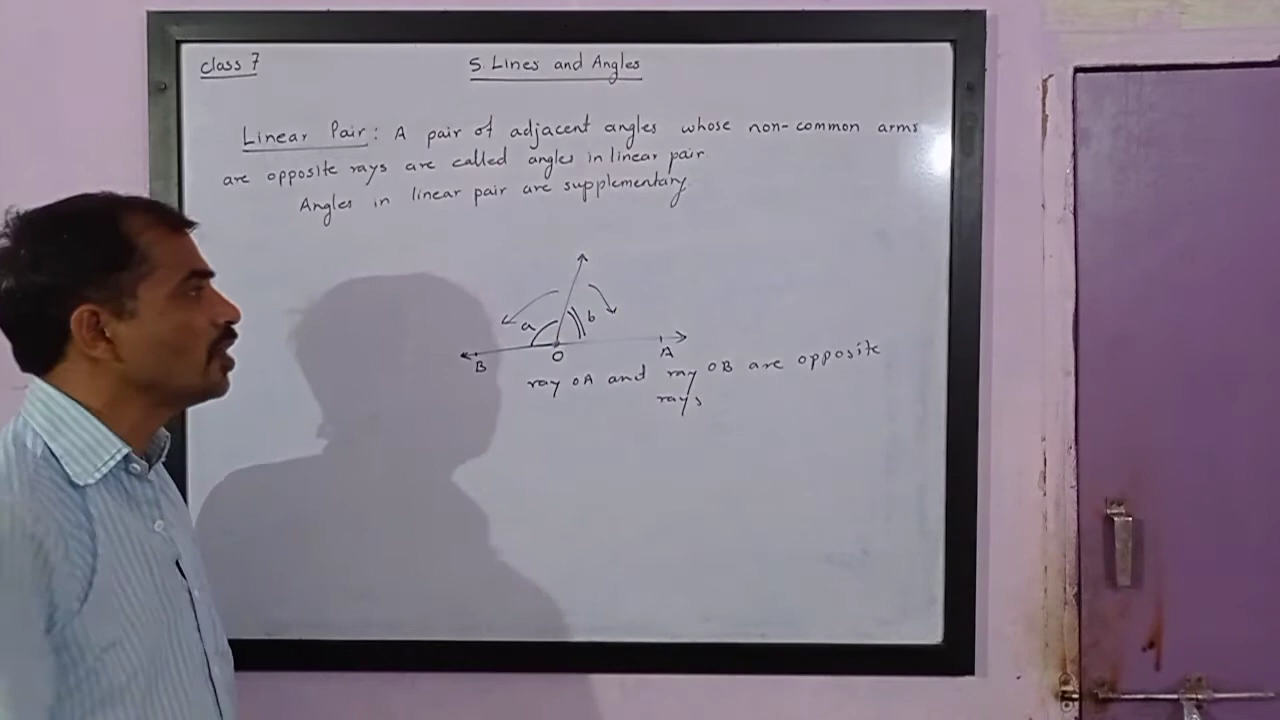 class 7
5. Lines and Angles
Linear Pair: A pair of adjacent angles whose non-common arms
are opposite rays are called angles in linear pair.
Angles in linear pair are supplementary.
a
b
B
O
A
ray OA and ray OB are opposite
rays